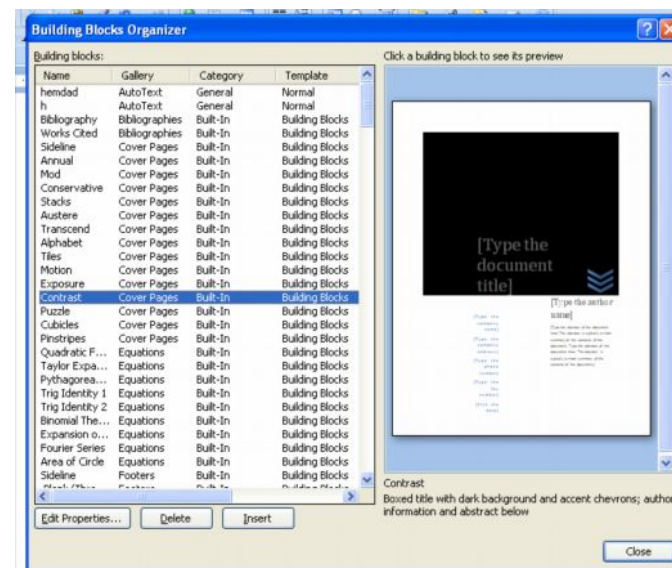 Building Blocks Organizer
Building blocks:
Click a building block to see its preview
Name Gallery Category Template
hemdad AutoText General Normal
h AutoText General Normal
Bibliography Bibliographies Built-In Building Blocks
Works Cited Bibliographies Built-In Building Blocks
Sideline Cover Pages Built-In Building Blocks
Annual Cover Pages Built-In Building Blocks
Mod Cover Pages Built-In Building Blocks
Conservative Cover Pages Built-In Building Blocks
Stacks Cover Pages Built-In Building Blocks
Austere Cover Pages Built-In Building Blocks
Transcend Cover Pages Built-In Building Blocks
Alphabet Cover Pages Built-In Building Blocks
Tiles Cover Pages Built-In Building Blocks
Motion Cover Pages Built-In Building Blocks
Exposure Cover Pages Built-In Building Blocks
Contrast Cover Pages Built-In Building Blocks
Puzzle Cover Pages Built-In Building Blocks
Cubicles Cover Pages Built-In Building Blocks
Pinstripes Cover Pages Built-In Building Blocks
Quadratic F... Equations Built-In Building Blocks
Taylor Expa... Equations Built-In Building Blocks
Pythagorea... Equations Built-In Building Blocks
Trig Identity 1 Equations Built-In Building Blocks
Trig Identity 2 Equations Built-In Building Blocks
Binomial The... Equations Built-In Building Blocks
Expansion o... Equations Built-In Building Blocks
Fourier Series Equations Built-In Building Blocks
Area of Circle Equations Built-In Building Blocks
Sideline Footers Built-In Building Blocks
[Type the
document
title]
[Type the author
name]
Contrast
Boxed title with dark background and accent chevrons; author
information and abstract below
Edit Properties... Delete Insert
Close